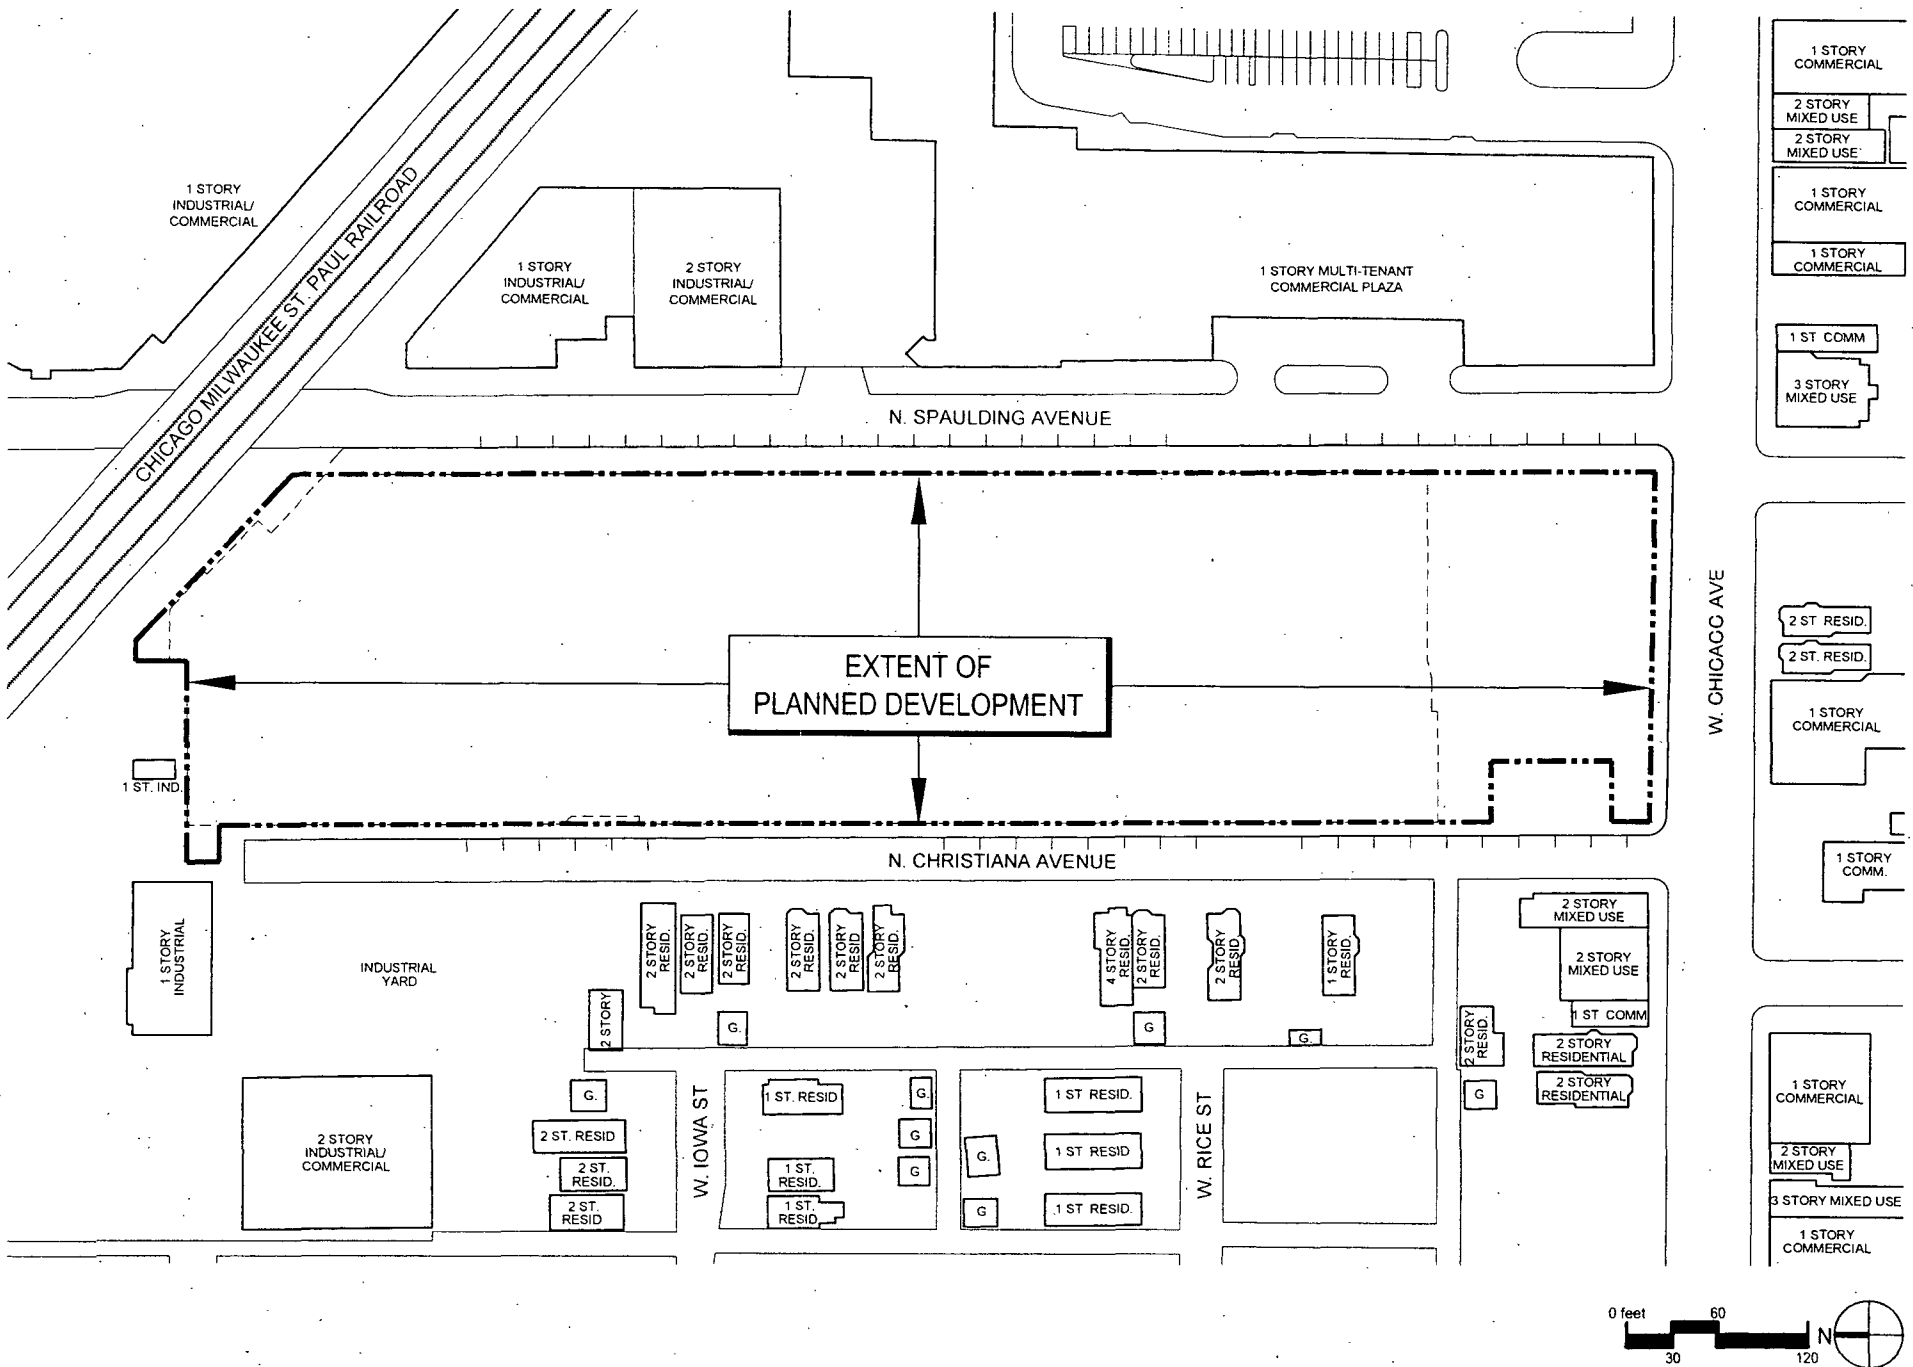 1 STORY
COMMERCIAL
2 STORY
MIXED USE
2 STORY
MIXED USE
1 STORY
COMMERCIAL
1 STORY
COMMERCIAL
1 ST COMM
3 STORY
MIXED USE
1 STORY
INDUSTRIAL/
COMMERCIAL
CHICAGO MILWAUKEE ST. PAUL RAILROAD
1 STORY
INDUSTRIAL/
COMMERCIAL
2 STORY
INDUSTRIAL/
COMMERCIAL
1 STORY MULTI-TENANT
COMMERCIAL PLAZA
N. SPAULDING AVENUE
EXTENT OF
PLANNED DEVELOPMENT
W. CHICAGC AVE
2 ST RESID.
2 ST. RESID.
1 STORY
COMMERCIAL
1 ST. IND.
N. CHRISTIANA AVENUE
1 STORY
COMM.
1 STORY
INDUSTRIAL
INDUSTRIAL
YARD
2 STORY
2 STORY
RESID.
2 STORY
RESID.
2 STORY
RESID.
2 STORY
RESID.
2 STORY
RESID.
2 STORY
RESID.
4 STORY
RESID.
2 STORY
RESID.
2 STORY
RESID.
1 STORY
RESID.
2 STORY
MIXED USE
2 STORY
MIXED USE
1 ST COMM
2 STORY
RESID.
2 STORY
RESIDENTIAL
2 STORY
RESIDENTIAL
G.
G
G.
G.
G.
G
G
G.
G
G
2 STORY
INDUSTRIAL/
COMMERCIAL
2 ST. RESID
2 ST.
RESID.
2 ST.
RESID
W. IOWA ST
1 ST. RESID
1 ST.
RESID.
1 ST.
RESID
1 ST RESID.
1 ST RESID
1 ST RESID.
W. RICE ST
1 STORY
COMMERCIAL
2 STORY
MIXED USE
3 STORY MIXED USE
1 STORY
COMMERCIAL
0 feet
60
30
120
N